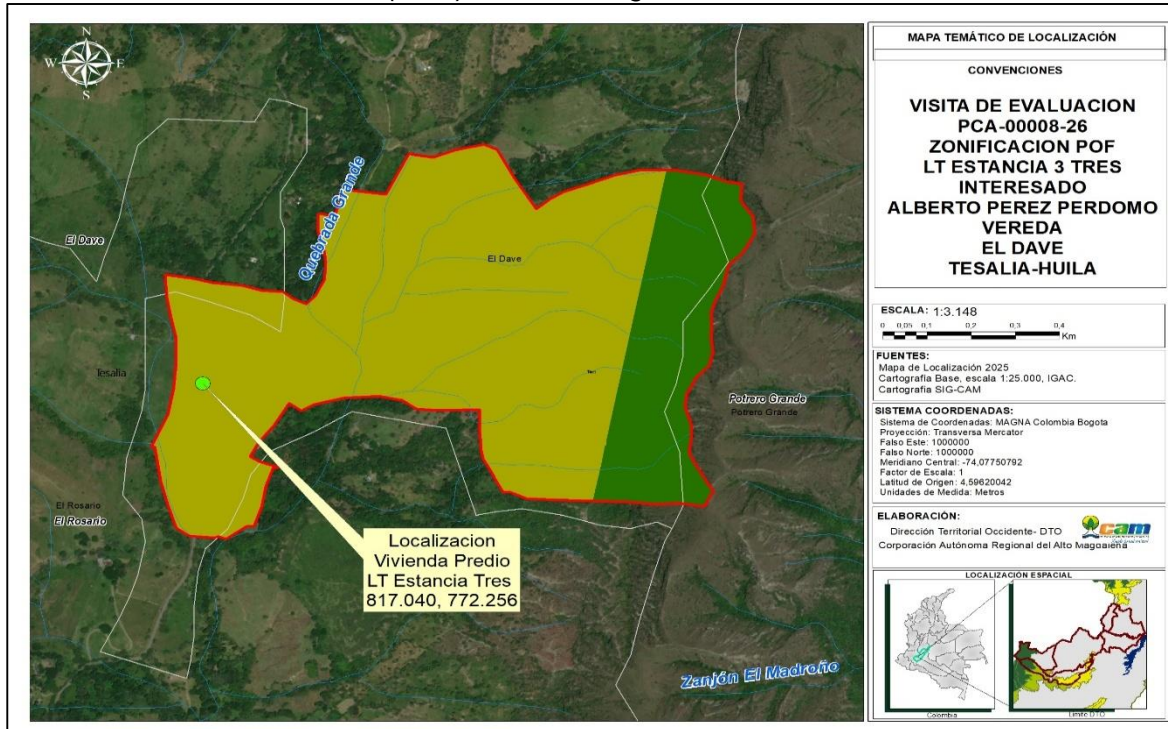 N
W E
S
El Dave
Quebrada Grande
El Dave
Tesalia
Potrero Grande
Potrero Grande
El Rosario
El Rosario
Localizacion
Vivienda Predio
LT Estancia Tres
817.040, 772.256
Zanjón El Madroño
MAPA TEMÁTICO DE LOCALIZACIÓN
CONVENCIONES
VISITA DE EVALUACION
PCA-00008-26
ZONIFICACION POF
LT ESTANCIA 3 TRES
INTERESADO
ALBERTO PEREZ PERDOMO
VEREDA
EL DAVE
TESALIA-HUILA
ESCALA: 1:3.148
0 0,05 0,1 0,2 0,3 0,4
Km
FUENTES:
Mapa de Localización 2025
Cartografía Base, escala 1:25.000, IGAC.
Cartografía SIG-CAM
SISTEMA COORDENADAS:
Sistema de Coordenadas: MAGNA Colombia Bogota
Proyección: Transversa Mercator
Falso Este: 1000000
Falso Norte: 1000000
Meridiano Central: -74,07750792
Factor de Escala: 1
Latitud de Origen: 4,59620042
Unidades de Medida: Metros
ELABORACIÓN:
Dirección Territorial Occidente- DTO
cam
Corporación Autónoma Regional del Alto Magdalena
LOCALIZACIÓN ESPACIAL
Colombia
Limite DTO